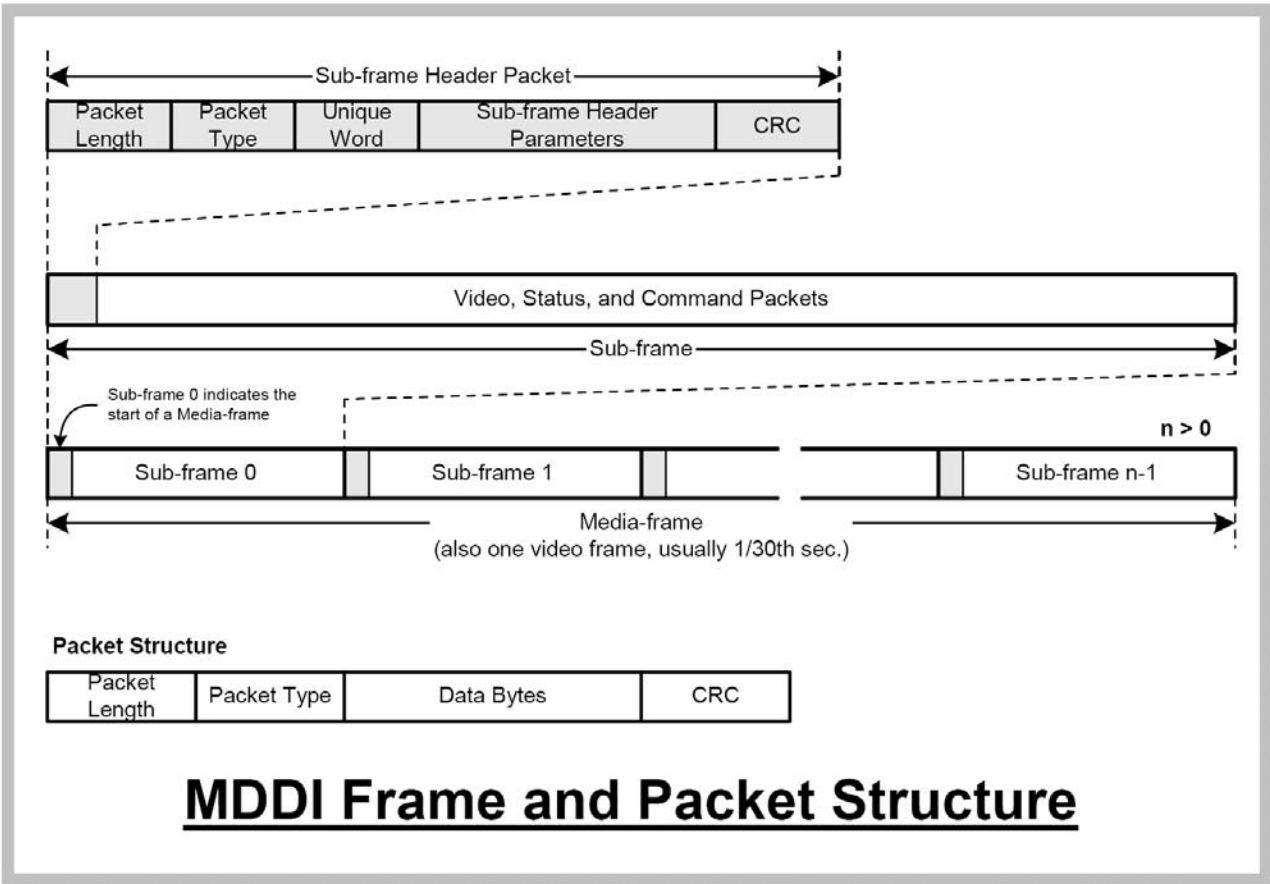 Sub-frame Header Packet
Packet
Length
Packet
Type
Unique
Word
Sub-frame Header
Parameters
CRC
Video, Status, and Command Packets
Sub-frame
Sub-frame 0 indicates the
start of a Media-frame
n > 0
Sub-frame 0
Sub-frame 1
Sub-frame n-1
Media-frame
(also one video frame, usually 1/30th sec.)
Packet Structure
Packet
Length
Packet Type
Data Bytes
CRC
MDDI Frame and Packet Structure